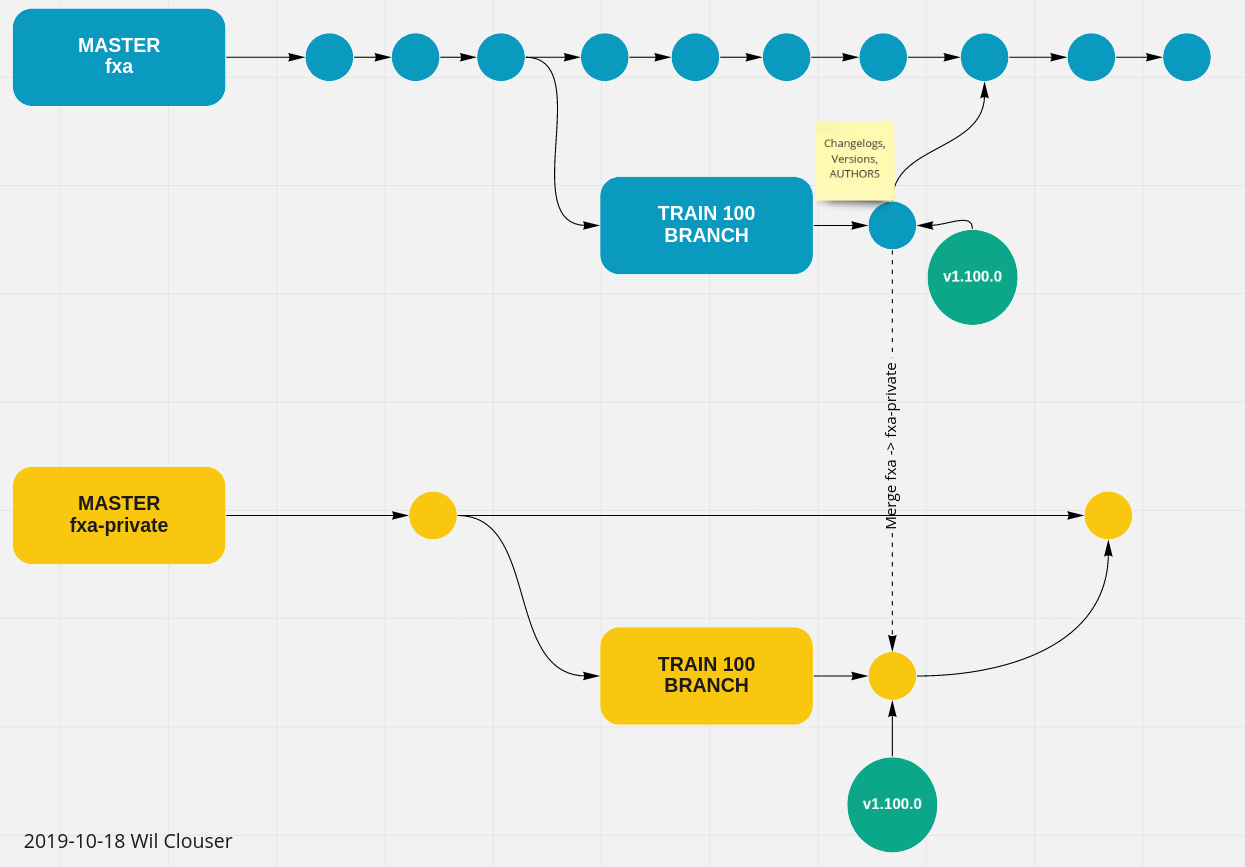 MASTER
fxa
Changelogs,
Versions,
AUTHORS
TRAIN 100
BRANCH
v1.100.0
Merge fxa -> fxa-private
MASTER
fxa-private
TRAIN 100
BRANCH
v1.100.0
2019-10-18 Wil Clouser